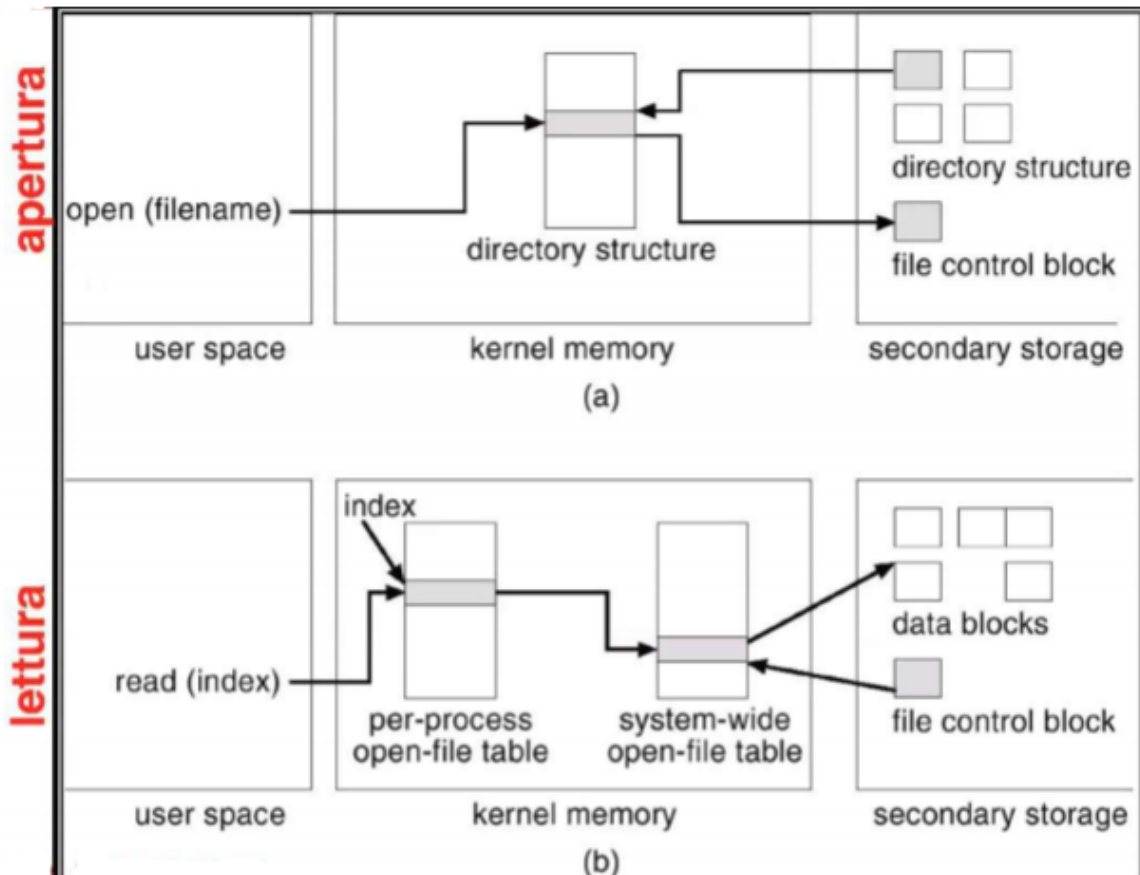 apertura
open (filename)
directory structure
directory structure
file control block
user space
kernel memory
secondary storage
(a)
lettura
index
read (index)
per-process
open-file table
system-wide
open-file table
data blocks
file control block
user space
kernel memory
secondary storage
(b)